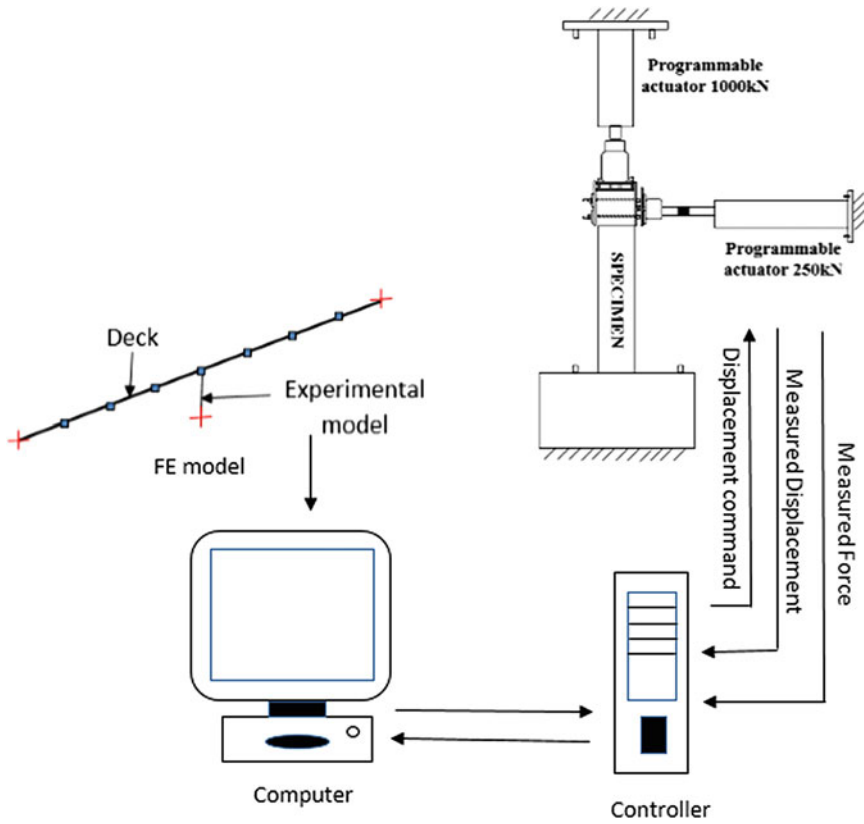 Programmable
actuator 1000kN
Programmable
actuator 250kN
SPECIMEN
Deck
Experimental
model
FE model
Displacement command
Measured Displacement
Measured Force
Computer
Controller